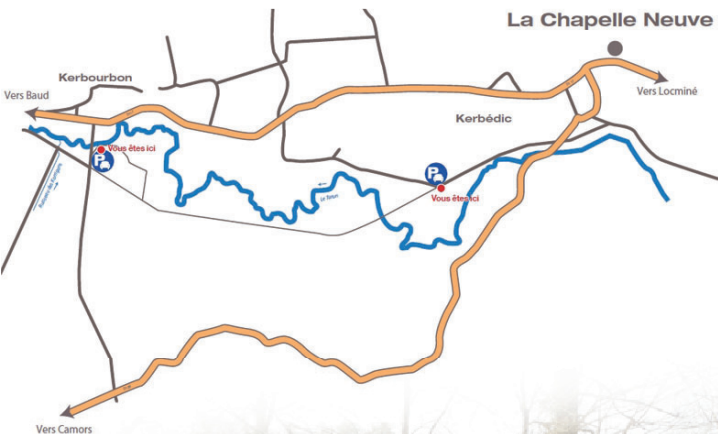 La Chapelle Neuve
Kerbourbon
Vers Baud
Vers Locminé
Kerbédic
P
Vous êtes ici
P
Vous êtes ici
Vers Camors